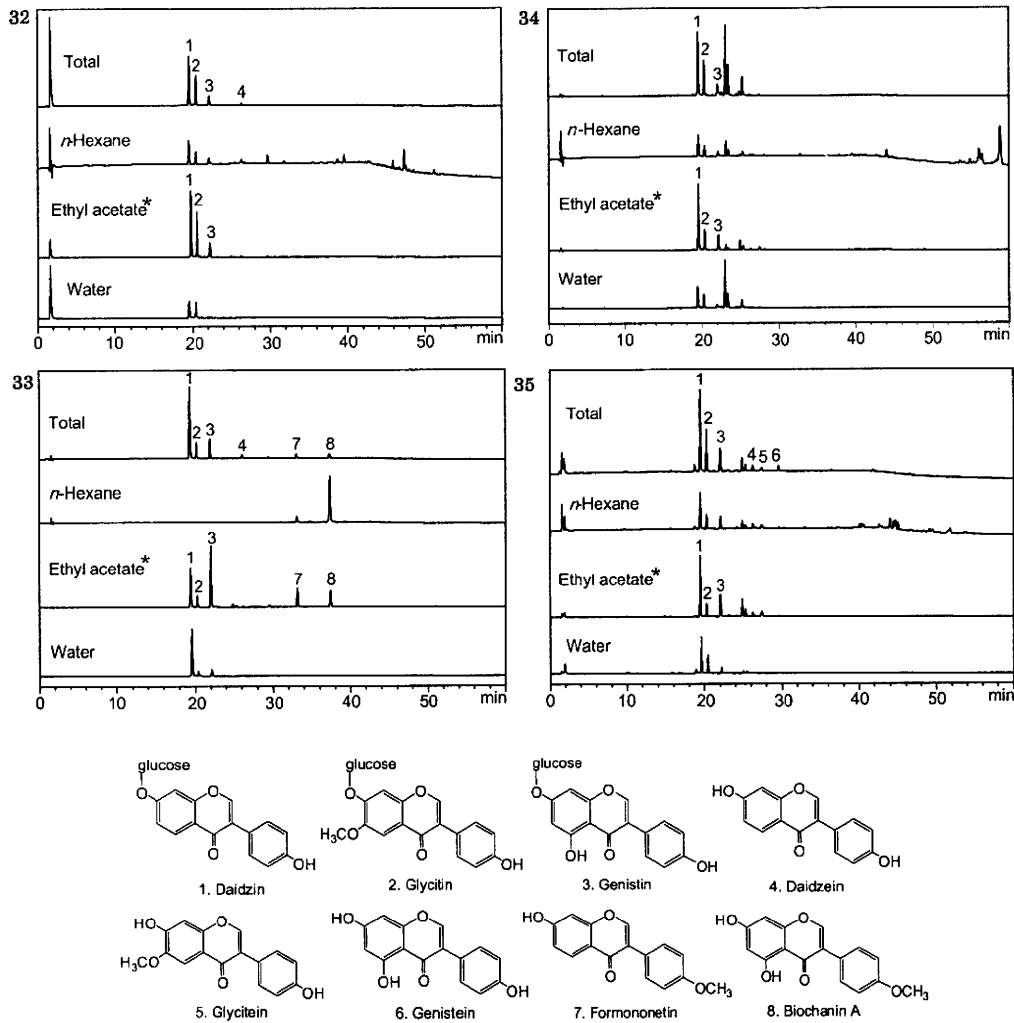 32
1
2
3
4
Total
n-Hexane
1
2
3
Ethyl acetate*
Water
0 20 40 min
34
1
2
3
Total
n-Hexane
1
2
3
Ethyl acetate*
Water
0 10 20 30 40 50 min
33
1
2 3 4 7 8
Total
n-Hexane
1
2
3
7 8
Ethyl acetate*
Water
0 20 40 min
35
1
2
3
4 5 6
Total
n-Hexane
1
2 3
Ethyl acetate*
Water
0 10 20 30 40 50 min
glucose glucose glucose
O O O HO O
O O O O
H₃CO OH
OH OH OH OH
1. Daidzin 2. Glycitin 3. Genistin 4. Daidzein
HO O HO O HO O HO O
H₃CO O OH O O OH O
OH OH OCH₃ OCH₃
5. Glycitein 6. Genistein 7. Formononetin 8. Biochanin A